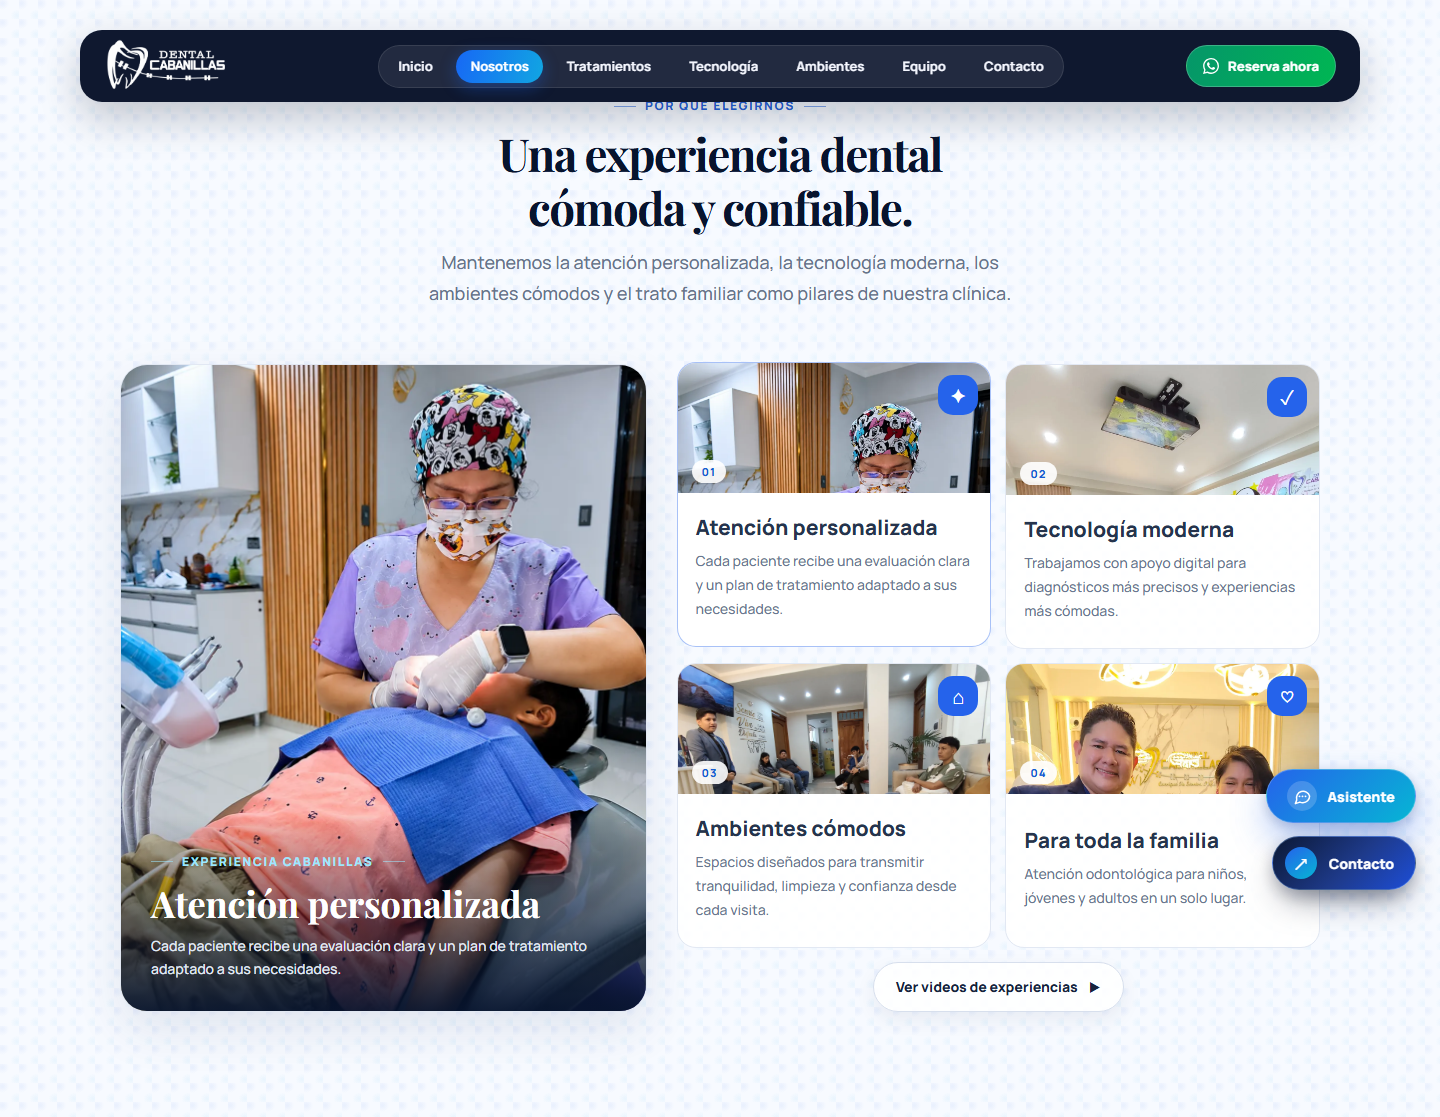 DENTAL
CABANILLAS
Inicio
Nosotros
Tratamientos
Tecnología
Ambientes
Equipo
Contacto
Reserva ahora
POR QUÉ ELEGIRNOS
Una experiencia dental
cómoda y confiable.
Mantenemos la atención personalizada, la tecnología moderna, los
ambientes cómodos y el trato familiar como pilares de nuestra clínica.
EXPERIENCIA CABANILLAS
Atención personalizada
Cada paciente recibe una evaluación clara y un plan de tratamiento
adaptado a sus necesidades.
01
Atención personalizada
Cada paciente recibe una evaluación clara
y un plan de tratamiento adaptado a sus
necesidades.
02
Tecnología moderna
Trabajamos con apoyo digital para
diagnósticos más precisos y experiencias
más cómodas.
03
Ambientes cómodos
Espacios diseñados para transmitir
tranquilidad, limpieza y confianza desde
cada visita.
04
Para toda la familia
Atención odontológica para niños,
jóvenes y adultos en un solo lugar.
Asistente
Contacto
Ver videos de experiencias